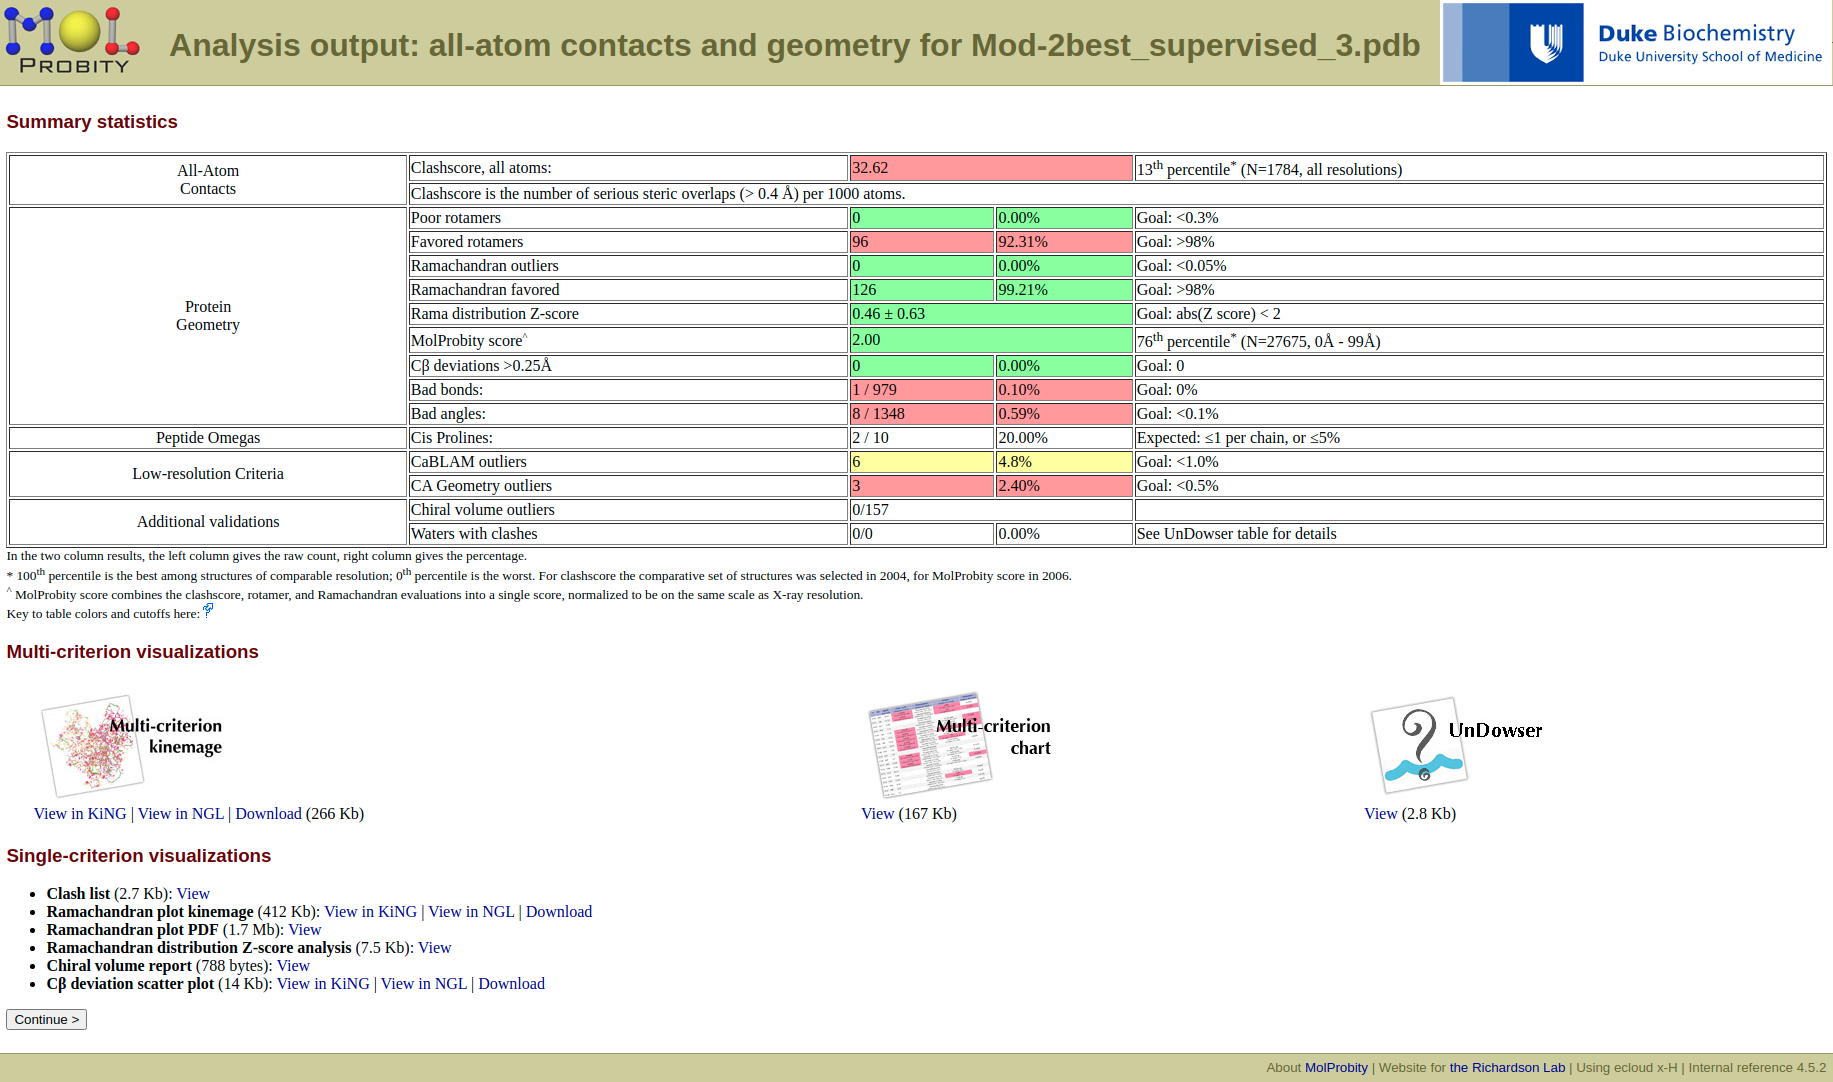 MOL PROBITY
Analysis output: all-atom contacts and geometry for Mod-2best_supervised_3.pdb
Duke Biochemistry
Duke University School of Medicine
Summary statistics
All-Atom Contacts
Clashscore, all atoms: 32.62 13th percentile* (N=1784, all resolutions)
Clashscore is the number of serious steric overlaps (> 0.4 Å) per 1000 atoms.
Protein Geometry
Poor rotamers 0 0.00% Goal: <0.3%
Favored rotamers 96 92.31% Goal: >98%
Ramachandran outliers 0 0.00% Goal: <0.05%
Ramachandran favored 126 99.21% Goal: >98%
Rama distribution Z-score 0.46 ± 0.63 Goal: abs(Z score) < 2
MolProbity score^ 2.00 76th percentile* (N=27675, 0Å - 99Å)
Cβ deviations >0.25Å 0 0.00% Goal: 0
Bad bonds: 1 / 979 0.10% Goal: 0%
Bad angles: 8 / 1348 0.59% Goal: <0.1%
Peptide Omegas Cis Prolines: 2 / 10 20.00% Expected: ≤1 per chain, or ≤5%
Low-resolution Criteria
CaBLAM outliers 6 4.8% Goal: <1.0%
CA Geometry outliers 3 2.40% Goal: <0.5%
Additional validations
Chiral volume outliers 0/157
Waters with clashes 0/0 0.00% See UnDowser table for details
In the two column results, the left column gives the raw count, right column gives the percentage.
* 100th percentile is the best among structures of comparable resolution; 0th percentile is the worst. For clashscore the comparative set of structures was selected in 2004, for MolProbity score in 2006.
^ MolProbity score combines the clashscore, rotamer, and Ramachandran evaluations into a single score, normalized to be on the same scale as X-ray resolution.
Key to table colors and cutoffs here:
Multi-criterion visualizations
Multi-criterion kinemage
View in KiNG | View in NGL | Download (266 Kb)
Multi-criterion chart
View (167 Kb)
UnDowser
View (2.8 Kb)
Single-criterion visualizations
• Clash list (2.7 Kb): View
• Ramachandran plot kinemage (412 Kb): View in KiNG | View in NGL | Download
• Ramachandran plot PDF (1.7 Mb): View
• Ramachandran distribution Z-score analysis (7.5 Kb): View
• Chiral volume report (788 bytes): View
• Cβ deviation scatter plot (14 Kb): View in KiNG | View in NGL | Download
Continue >
About MolProbity | Website for the Richardson Lab | Using ecloud x-H | Internal reference 4.5.2